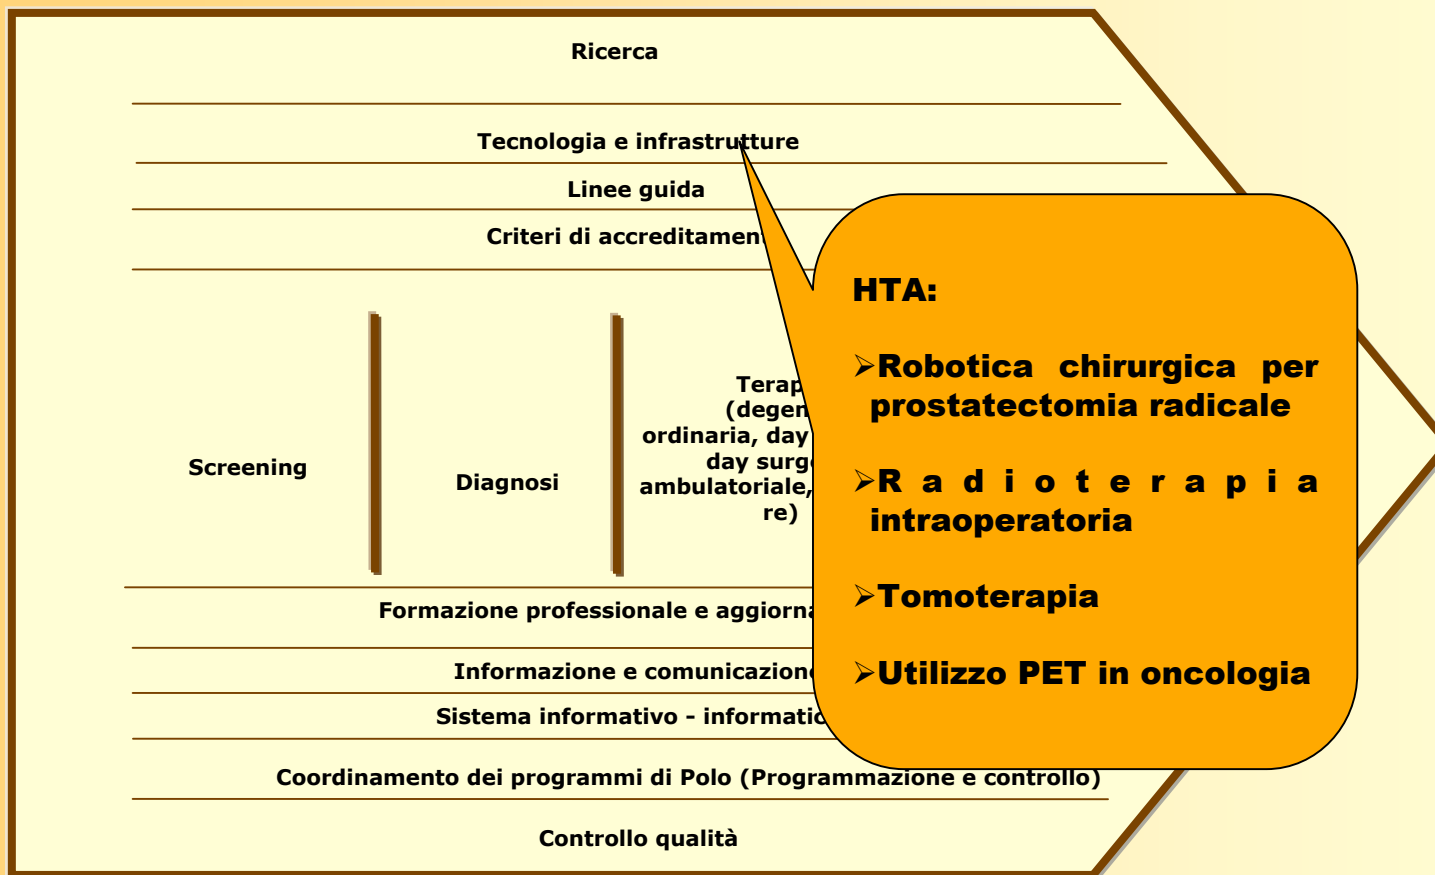 Ricerca
Tecnologia e infrastrutture
Linee guida
Criteri di accreditamen
Screening
Diagnosi
Terap
(degen
ordinaria, day
day surg
ambulatoriale,
re)
HTA:
➢Robotica chirurgica per
prostatectomia radicale
➢R a d i o t e r a p i a
intraoperatoria
➢Tomoterapia
➢Utilizzo PET in oncologia
Formazione professionale e aggiorna
Informazione e comunicazione
Sistema informativo - informatic
Coordinamento dei programmi di Polo (Programmazione e controllo)
Controllo qualità